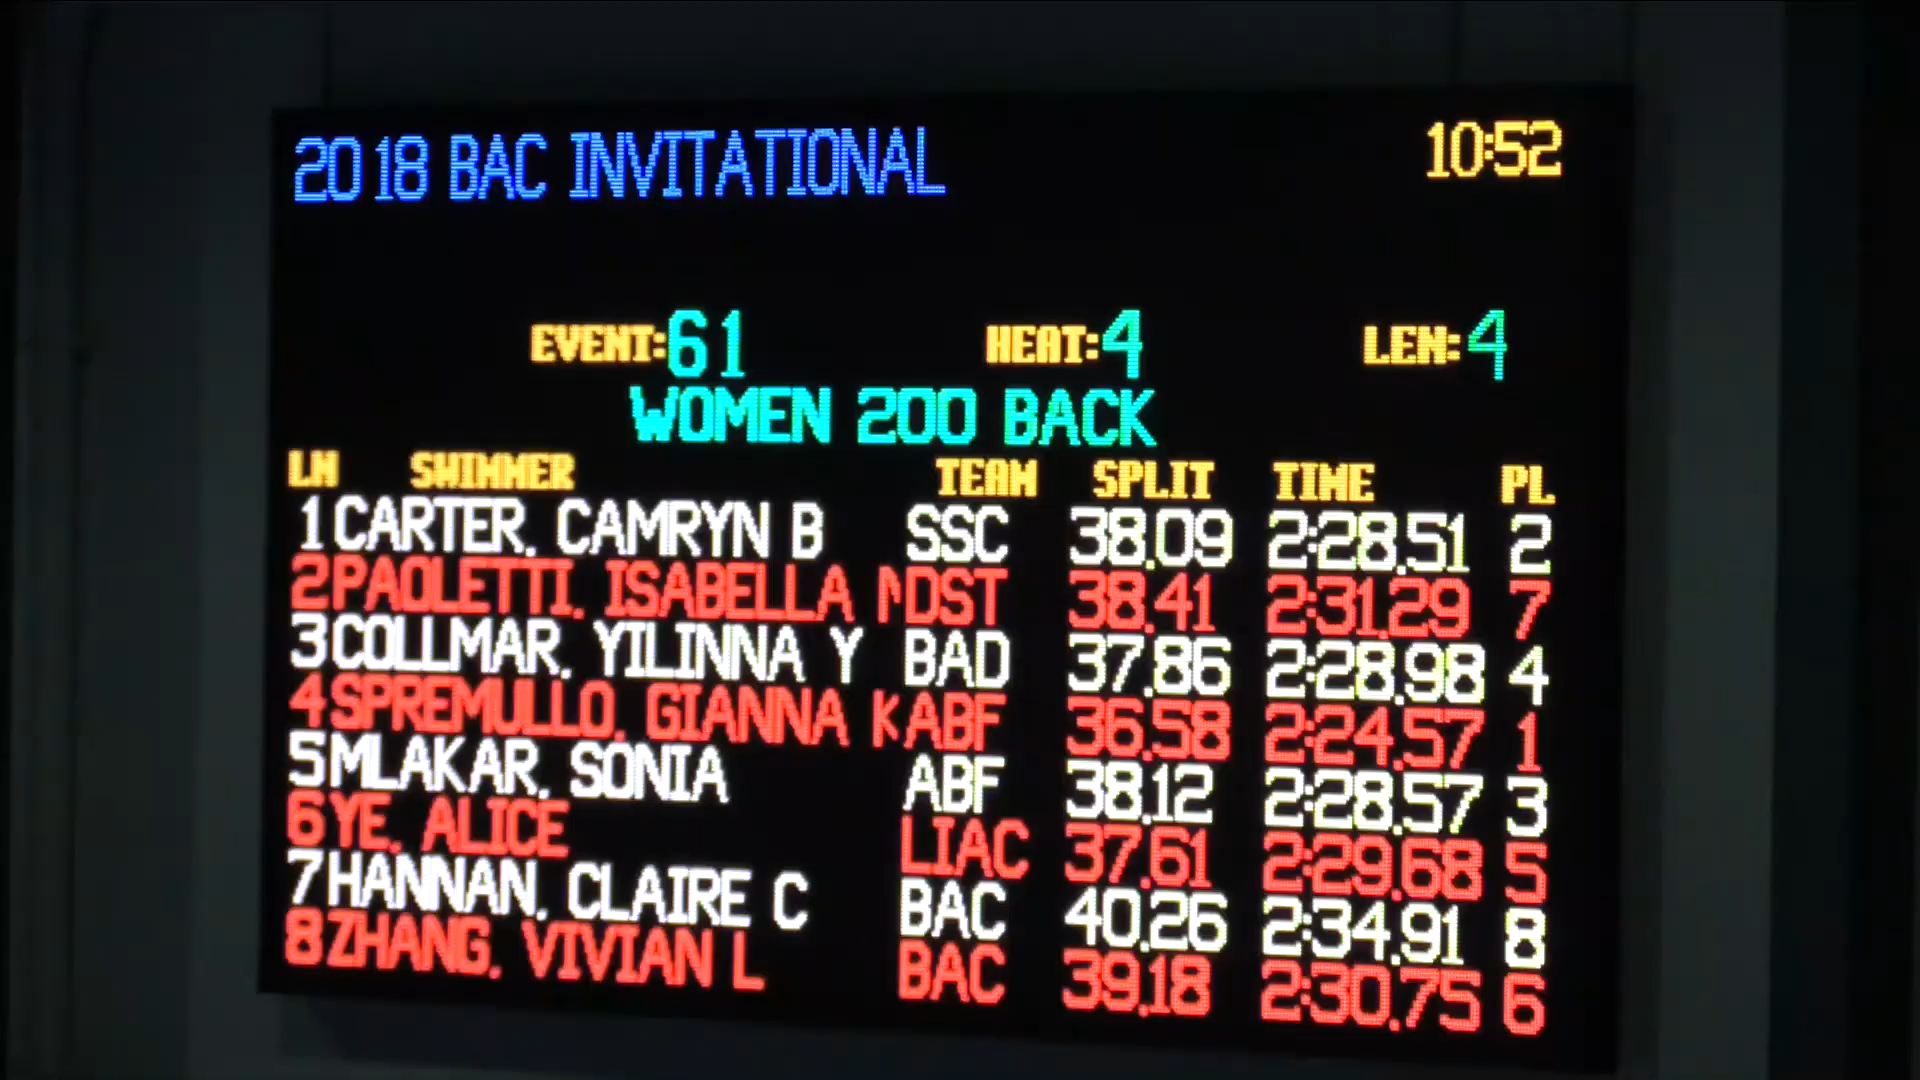 2018 BAC INVITATIONAL 10:52
EVENT:61 HEAT:4 LEN:4
WOMEN 200 BACK
LN SWIMMER TEAM SPLIT TIME PL
1 CARTER, CAMRYN B SSC 38.09 2:28.51 2
2 PAOLETTI, ISABELLA DST 38.41 2:31.29 7
3 COLLMAR, YILINNA Y BAD 37.86 2:28.98 4
4 SPREMULLO, GIANNA K ABF 36.58 2:24.57 1
5 MLAKAR, SONIA ABF 38.12 2:28.57 3
6 YE, ALICE LIAC 37.61 2:29.68 5
7 HANNAN, CLAIRE C BAC 40.26 2:34.91 8
8 ZHANG, VIVIAN L BAC 39.18 2:30.75 6